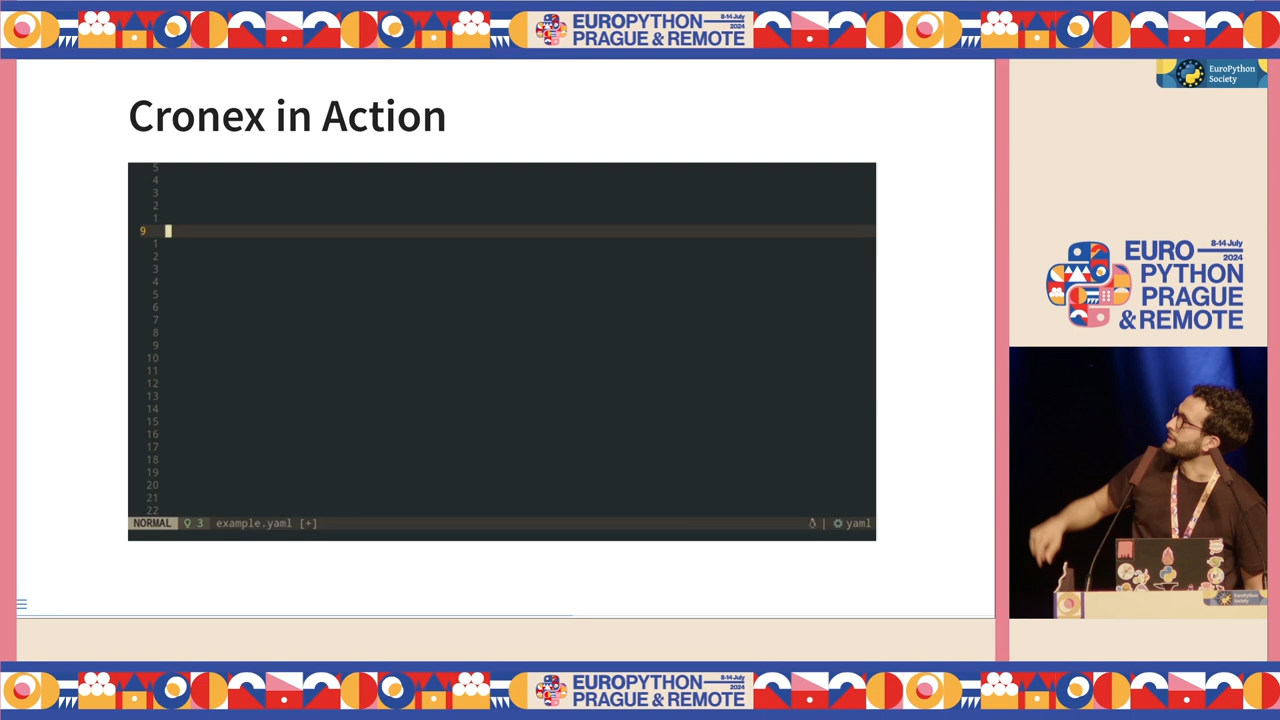 EUROPYTHON
8-14 July
2024
PRAGUE & REMOTE
EuroPython
Society
Cronex in Action
5
4
3
2
1
9
1
2
3
4
5
6
7
8
9
10
11
12
13
14
15
16
17
18
19
20
21
22
NORMAL 3 example.yaml [+] | yaml
EURO
8-14 July
2024
PYTHON
PRAGUE
& REMOTE
EuroPython
Society
EUROPYTHON
8-14 July
2024
PRAGUE & REMOTE